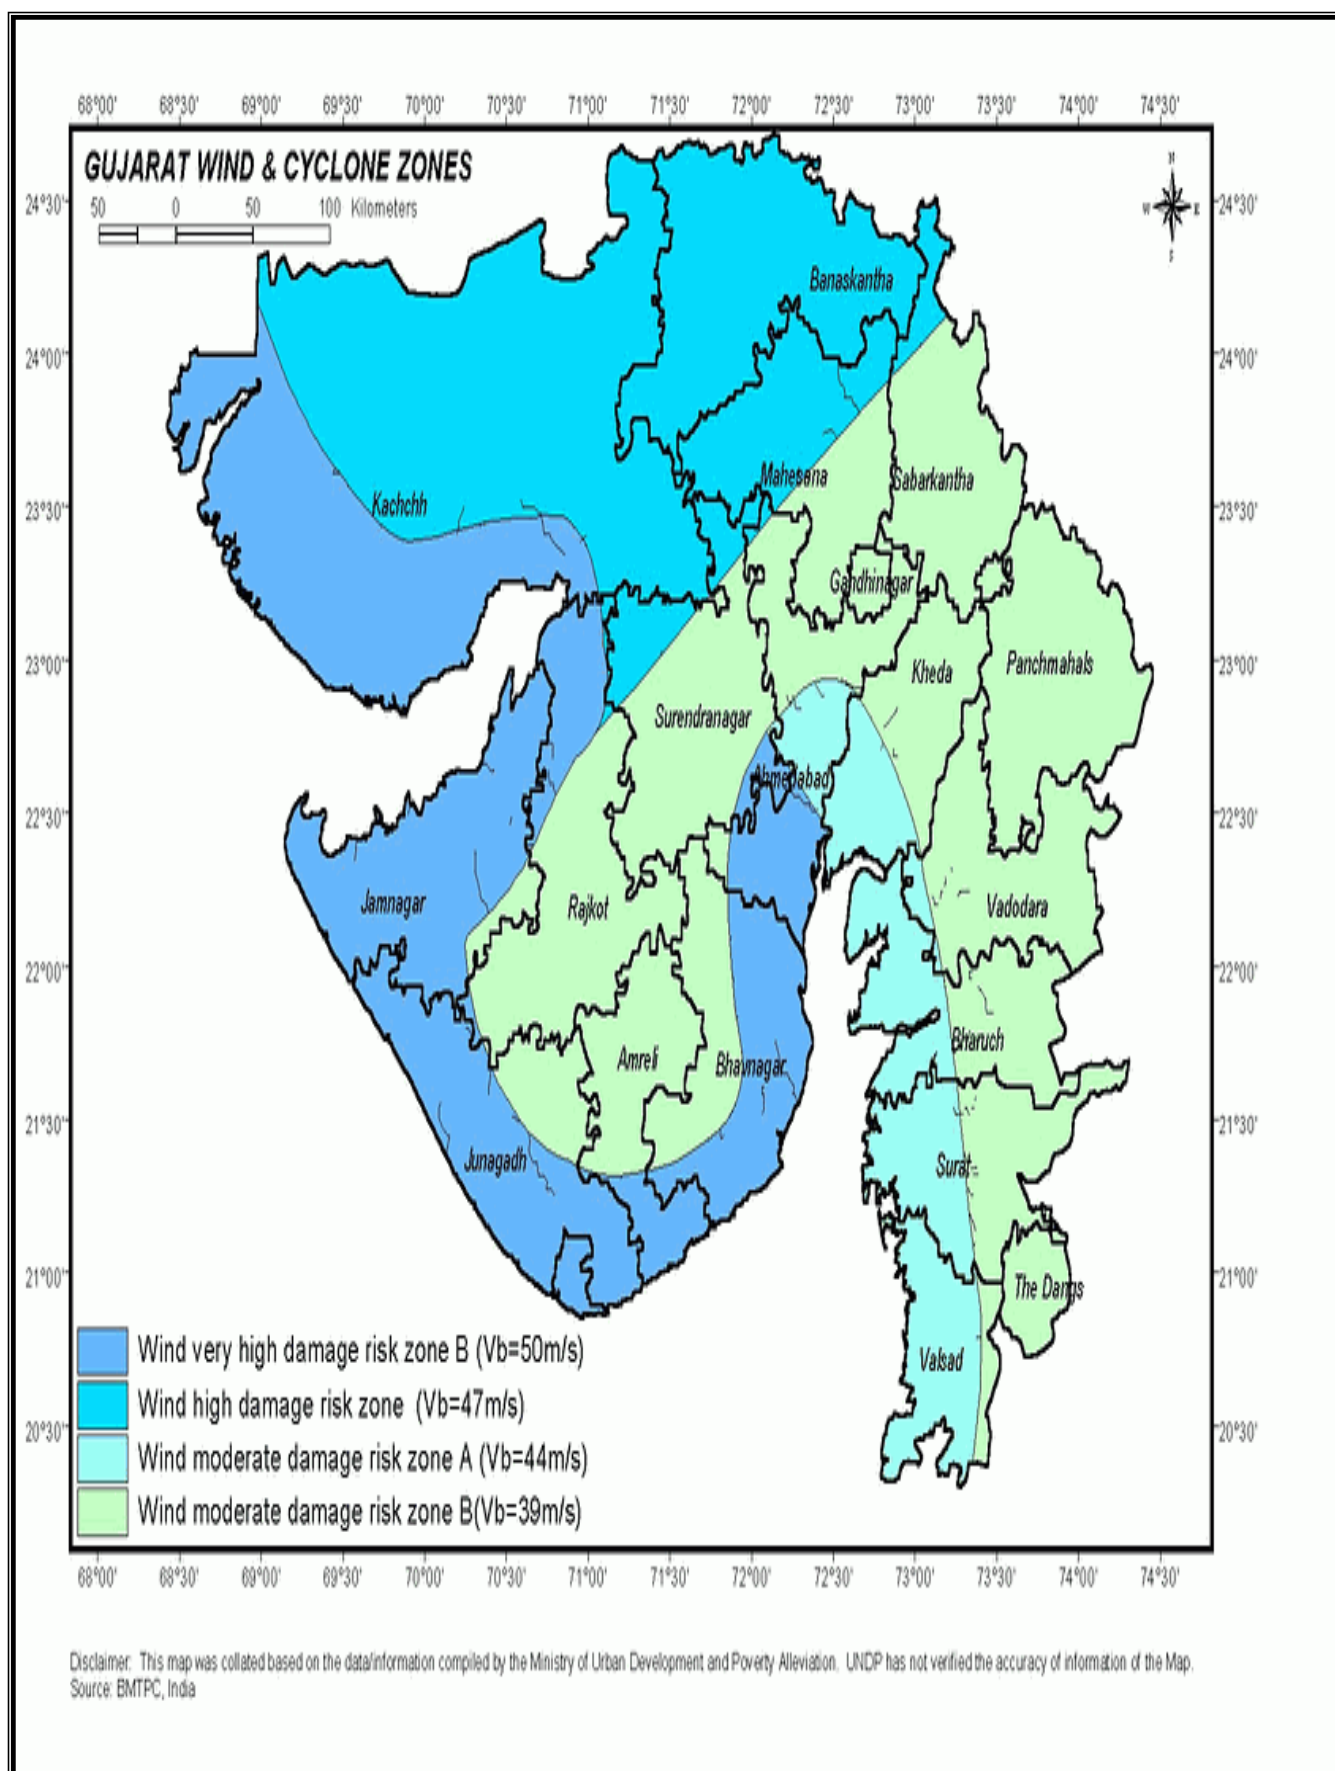 68°00' 68°30' 69°00' 69°30' 70°00' 70°30' 71°00' 71°30' 72°00' 72°30' 73°00' 73°30' 74°00' 74°30'
GUJARAT WIND & CYCLONE ZONES
50 0 50 100 Kilometers
N
W E
S
24°30' 24°30'
Banaskantha
24°00' 24°00'
Mahesana
Sabarkantha
Kachchh
23°30' 23°30'
Gandhinagar
23°00' 23°00'
Kheda
Panchmahals
Surendranagar
Ahmedabad
22°30' 22°30'
Jamnagar
Rajkot
Vadodara
22°00' 22°00'
Bharuch
Amreli
Bhavnagar
21°30' 21°30'
Junagadh
Surat
21°00' 21°00'
The Dangs
Wind very high damage risk zone B (Vb=50m/s)
Valsad
Wind high damage risk zone (Vb=47m/s)
20°30' 20°30'
Wind moderate damage risk zone A (Vb=44m/s)
Wind moderate damage risk zone B(Vb=39m/s)
68°00' 68°30' 69°00' 69°30' 70°00' 70°30' 71°00' 71°30' 72°00' 72°30' 73°00' 73°30' 74°00' 74°30'
Disclaimer: This map was collated based on the data/information compiled by the Ministry of Urban Development and Poverty Alleviation. UNDP has not verified the accuracy of information of the Map.
Source: BMTPC, India